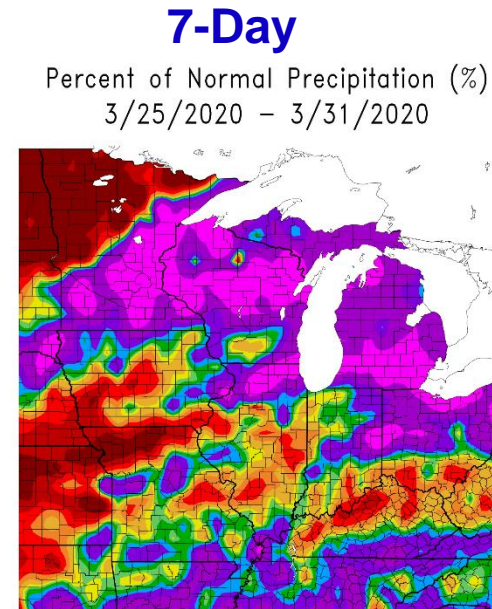 7-Day
Percent of Normal Precipitation (%)
3/25/2020 – 3/31/2020